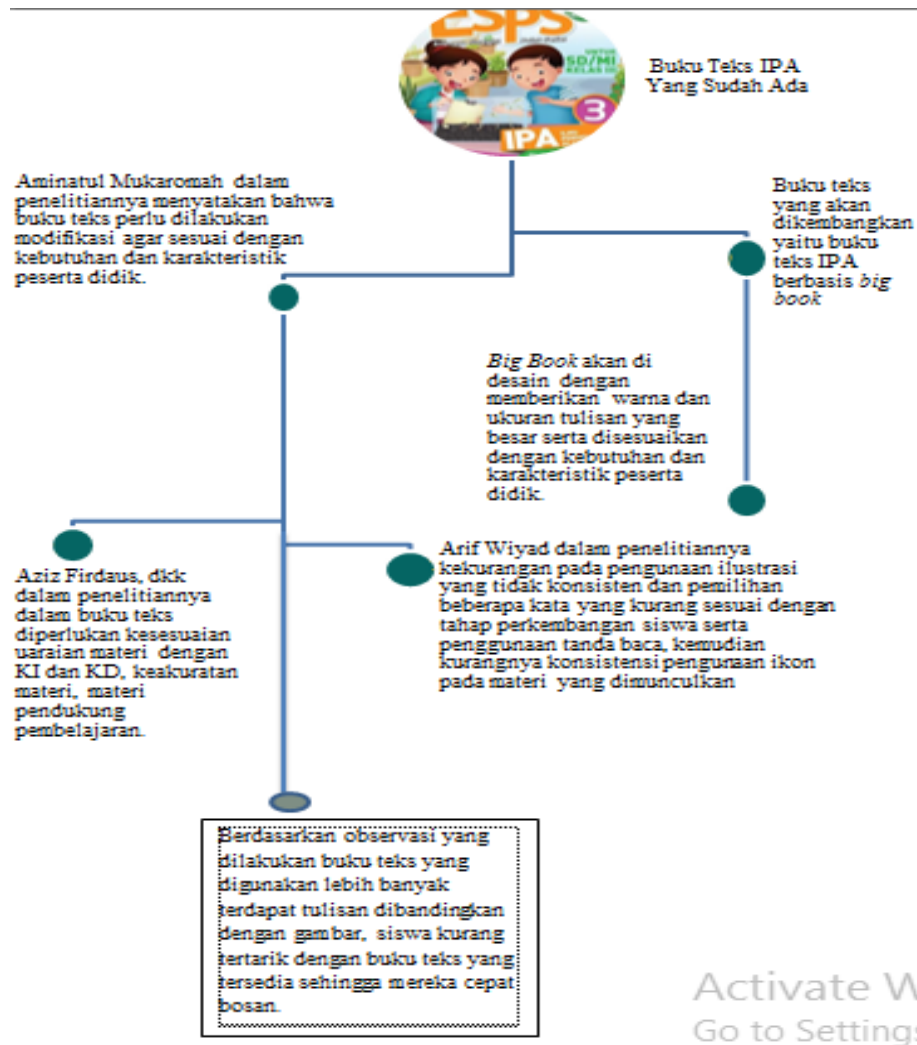 ESPS
UNTUK
SD/MI
KELAS III
3
IPA
Buku Teks IPA
Yang Sudah Ada
Aminatul Mukaromah dalam
penelitiannya menyatakan bahwa
buku teks perlu dilakukan
modifikasi agar sesuai dengan
kebutuhan dan karakteristik
peserta didik.
Buku teks
yang akan
dikembangkan
yaitu buku
teks IPA
berbasis big
book
Big Book akan di
desain dengan
memberikan warna dan
ukuran tulisan yang
besar serta disesuaikan
dengan kebutuhan dan
karakteristik peserta
didik.
Aziz Firdaus, dkk
dalam penelitiannya
dalam buku teks
diperlukan kesesuaian
uaraian materi dengan
KI dan KD, keakuratan
materi, materi
pendukung
pembelajaran.
Arif Wiyad dalam penelitiannya
kekurangan pada pengunaan ilustrasi
yang tidak konsisten dan pemilihan
beberapa kata yang kurang sesuai dengan
tahap perkembangan siswa serta
penggunaan tanda baca, kemudian
kurangnya konsistensi pengunaan ikon
pada materi yang dimunculkan
Berdasarkan observasi yang
dilakukan buku teks yang
digunakan lebih banyak
terdapat tulisan dibandingkan
dengan gambar, siswa kurang
tertarik dengan buku teks yang
tersedia sehingga mereka cepat
bosan.
Activate W
Go to Settings